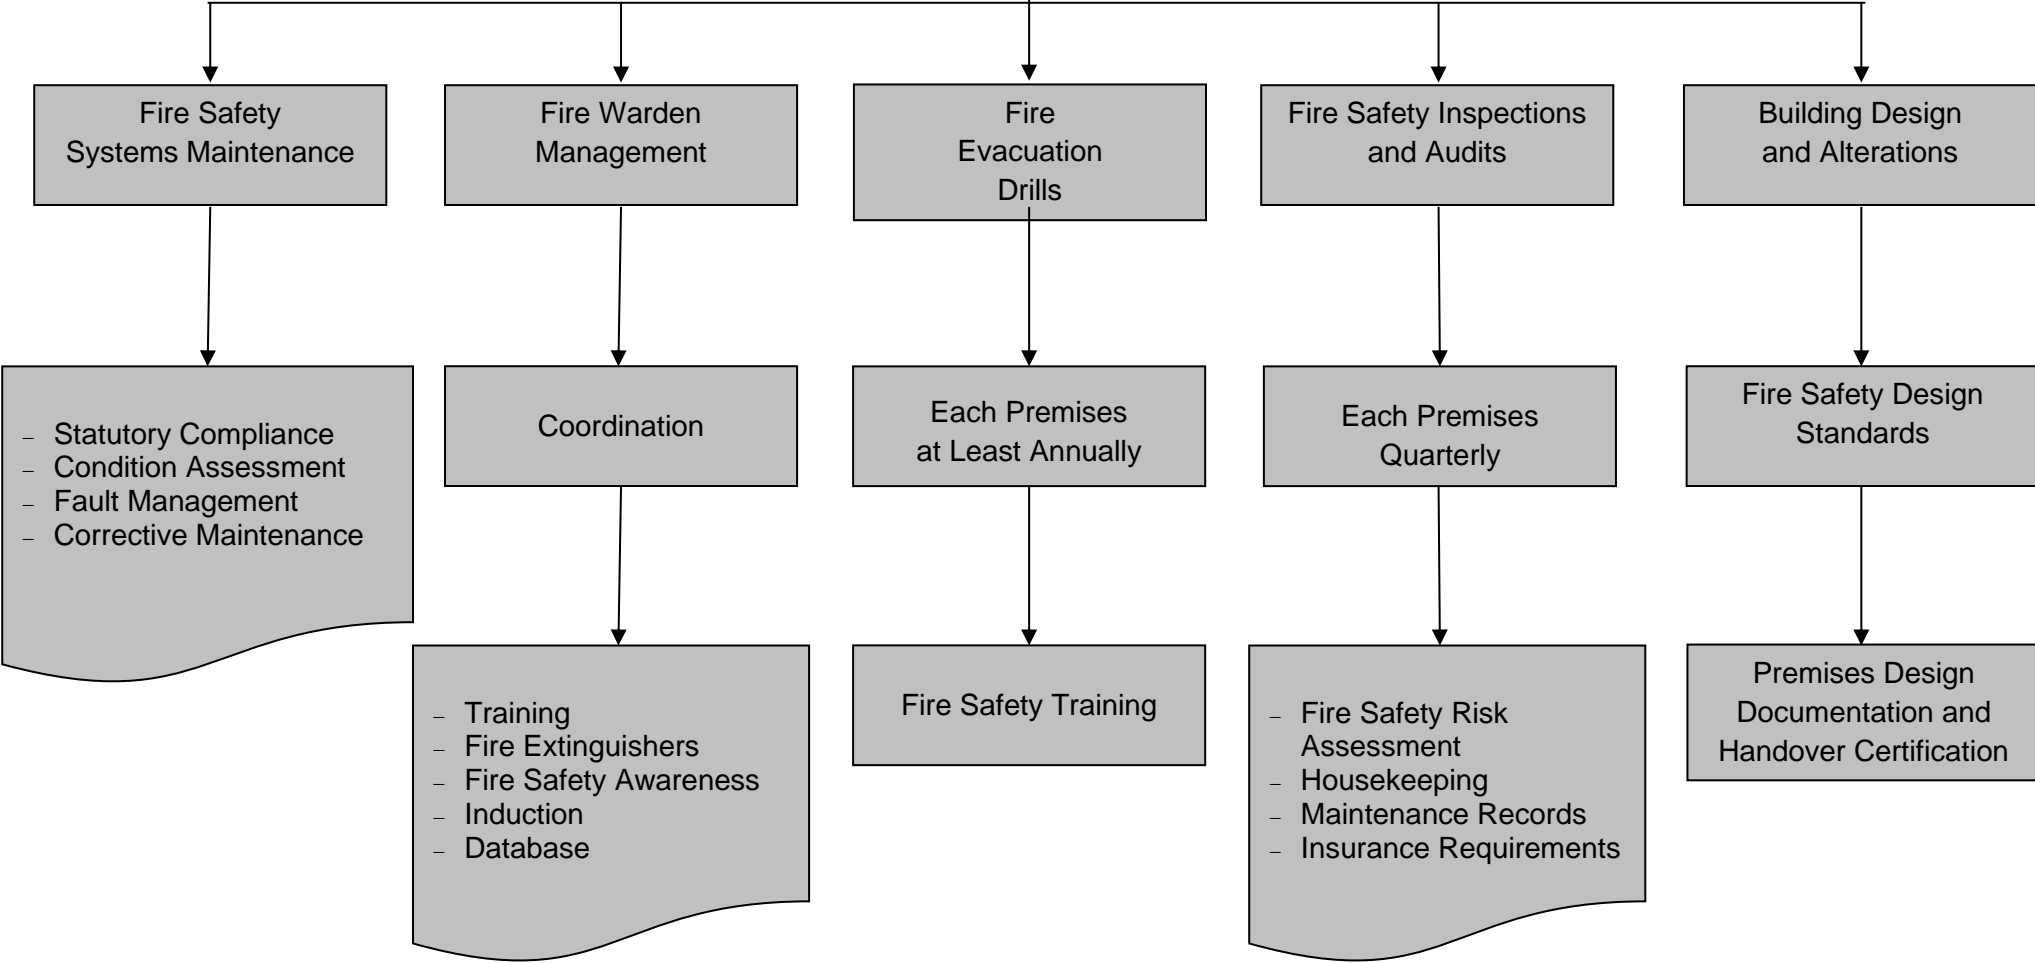 Fire Safety
Systems Maintenance
Fire Warden
Management
Fire
Evacuation
Drills
Fire Safety Inspections
and Audits
Building Design
and Alterations
– Statutory Compliance
– Condition Assessment
– Fault Management
– Corrective Maintenance
Coordination
Each Premises
at Least Annually
Each Premises
Quarterly
Fire Safety Design
Standards
– Training
– Fire Extinguishers
– Fire Safety Awareness
– Induction
– Database
Fire Safety Training
– Fire Safety Risk
Assessment
– Housekeeping
– Maintenance Records
– Insurance Requirements
Premises Design
Documentation and
Handover Certification